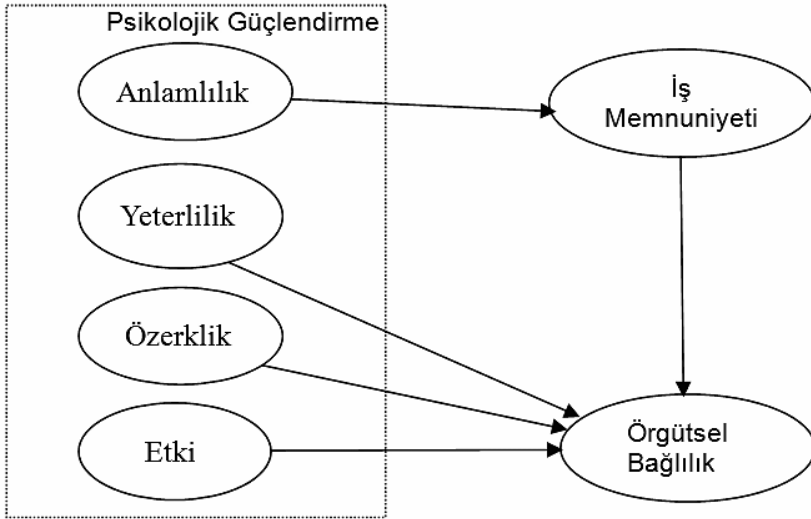 Psikolojik Güçlendirme
Anlamlılık
İş
Memnuniyeti
Yeterlilik
Özerklik
Etki
Örgütsel
Bağlılık